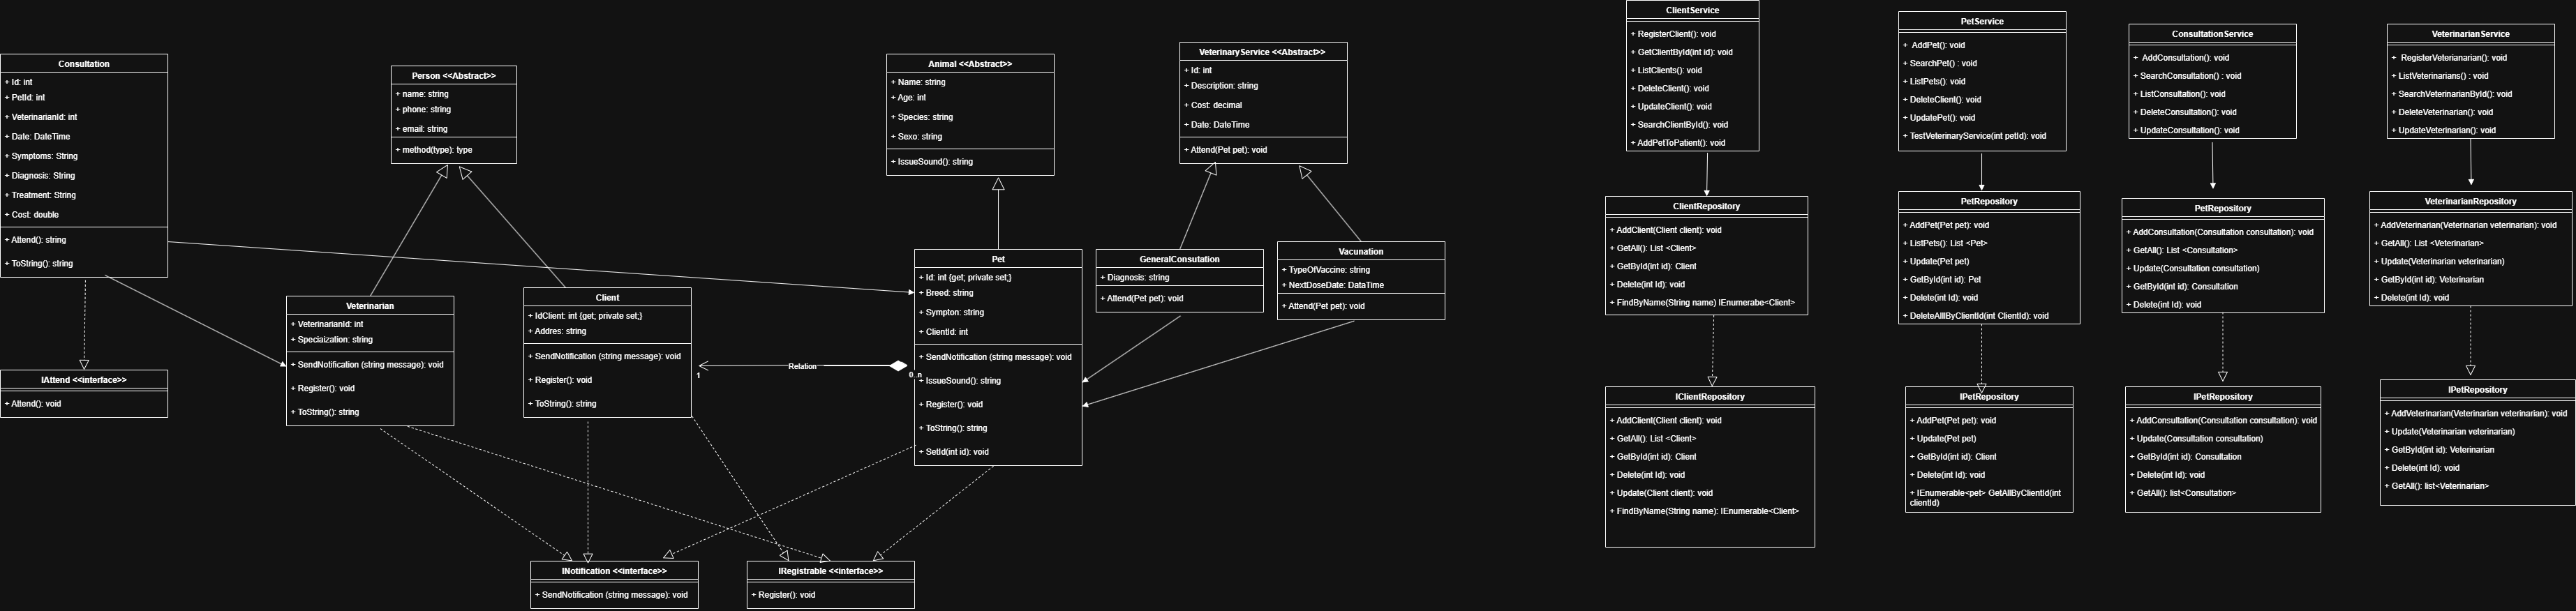 Consultation
+ Id: int
+ PetId: int
+ VeterinarianId: int
+ Date: DateTime
+ Symptoms: String
+ Diagnosis: String
+ Treatment: String
+ Cost: double
+ Attend(): string
+ ToString(): string
IAttend <<interface>>
+ Attend(): void
Person <<Abstract>>
+ name: string
+ phone: string
+ email: string
+ method(type): type
Veterinarian
+ VeterinarianId: int
+ Speciaization: string
+ SendNotification (string message): void
+ Register(): void
+ ToString(): string
Client
+ IdClient: int {get; private set;}
+ Addres: string
+ SendNotification (string message): void
+ Register(): void
+ ToString(): string
Relation
1
0..n
Animal <<Abstract>>
+ Name: string
+ Age: int
+ Species: string
+ Sexo: string
+ IssueSound(): string
Pet
+ Id: int {get; private set;}
+ Breed: string
+ Sympton: string
+ ClientId: int
+ SendNotification (string message): void
+ IssueSound(): string
+ Register(): void
+ ToString(): string
+ SetId(int id): void
VeterinaryService <<Abstract>>
+ Id: int
+ Description: string
+ Cost: decimal
+ Date: DateTime
+ Attend(Pet pet): void
GeneralConsutation
+ Diagnosis: string
+ Attend(Pet pet): void
Vacunation
+ TypeOfVaccine: string
+ NextDoseDate: DataTime
+ Attend(Pet pet): void
INotification <<interface>>
+ SendNotification (string message): void
IRegistrable <<interface>>
+ Register(): void
ClientService
+ RegisterClient(): void
+ GetClientById(int id): void
+ ListClients(): void
+ DeleteClient(): void
+ UpdateClient(): void
+ SearchClientById(): void
+ AddPetToPatient(): void
ClientRepository
+ AddClient(Client client): void
+ GetAll(): List <Client>
+ GetById(int id): Client
+ Delete(int Id): void
+ FindByName(String name) IEnumerabe<Client>
IClientRepository
+ AddClient(Client client): void
+ GetAll(): List <Client>
+ GetById(int id): Client
+ Delete(int Id): void
+ Update(Client client): void
+ FindByName(String name): IEnumerable<Client>
PetService
+ AddPet(): void
+ SearchPet() : void
+ ListPets(): void
+ DeleteClient(): void
+ UpdatePet(): void
+ TestVeterinaryService(int petId): void
PetRepository
+ AddPet(Pet pet): void
+ ListPets(): List <Pet>
+ Update(Pet pet)
+ GetById(int id): Pet
+ Delete(int Id): void
+ DeleteAlllByClientId(int ClientId): void
IPetRepository
+ AddPet(Pet pet): void
+ Update(Pet pet)
+ GetById(int id): Client
+ Delete(int Id): void
+ IEnumerable<pet> GetAllByClientId(int
clientId)
ConsultationService
+ AddConsultation(): void
+ SearchConsultation() : void
+ ListConsultation(): void
+ DeleteConsultation(): void
+ UpdateConsultation(): void
PetRepository
+ AddConsultation(Consultation consultation): void
+ GetAll(): List <Consultation>
+ Update(Consultation consultation)
+ GetById(int id): Consultation
+ Delete(int Id): void
IPetRepository
+ AddConsultation(Consultation consultation): void
+ Update(Consultation consultation)
+ GetById(int id): Consultation
+ Delete(int Id): void
+ GetAll(): list<Consultation>
VeterinarianService
+ RegisterVeterianarian(): void
+ ListVeterinarians() : void
+ SearchVeterinarianById(): void
+ DeleteVeterinarian(): void
+ UpdateVeterinarian(): void
VeterinarianRepository
+ AddVeterinarian(Veterinarian veterinarian): void
+ GetAll(): List <Veterinarian>
+ Update(Veterinarian veterinarian)
+ GetById(int id): Veterinarian
+ Delete(int Id): void
IPetRepository
+ AddVeterinarian(Veterinarian veterinarian): void
+ Update(Veterinarian veterinarian)
+ GetById(int id): Veterinarian
+ Delete(int Id): void
+ GetAll(): list<Veterinarian>